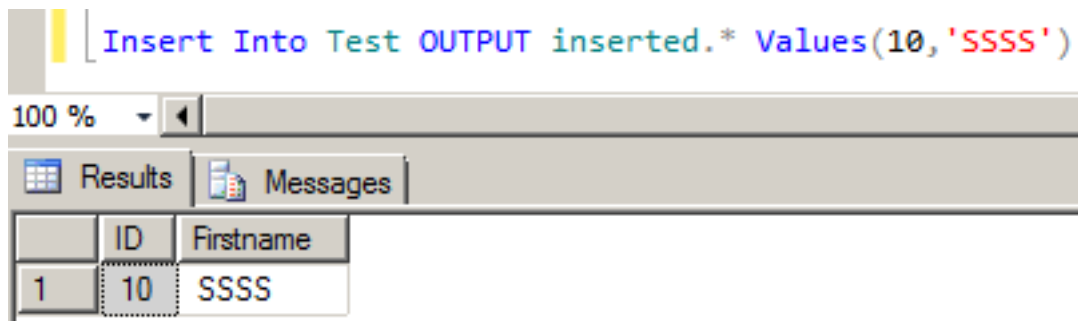 Insert Into Test OUTPUT inserted.* Values(10,'SSSS')
100 %
Results Messages
ID Firstname
1 10 SSSS